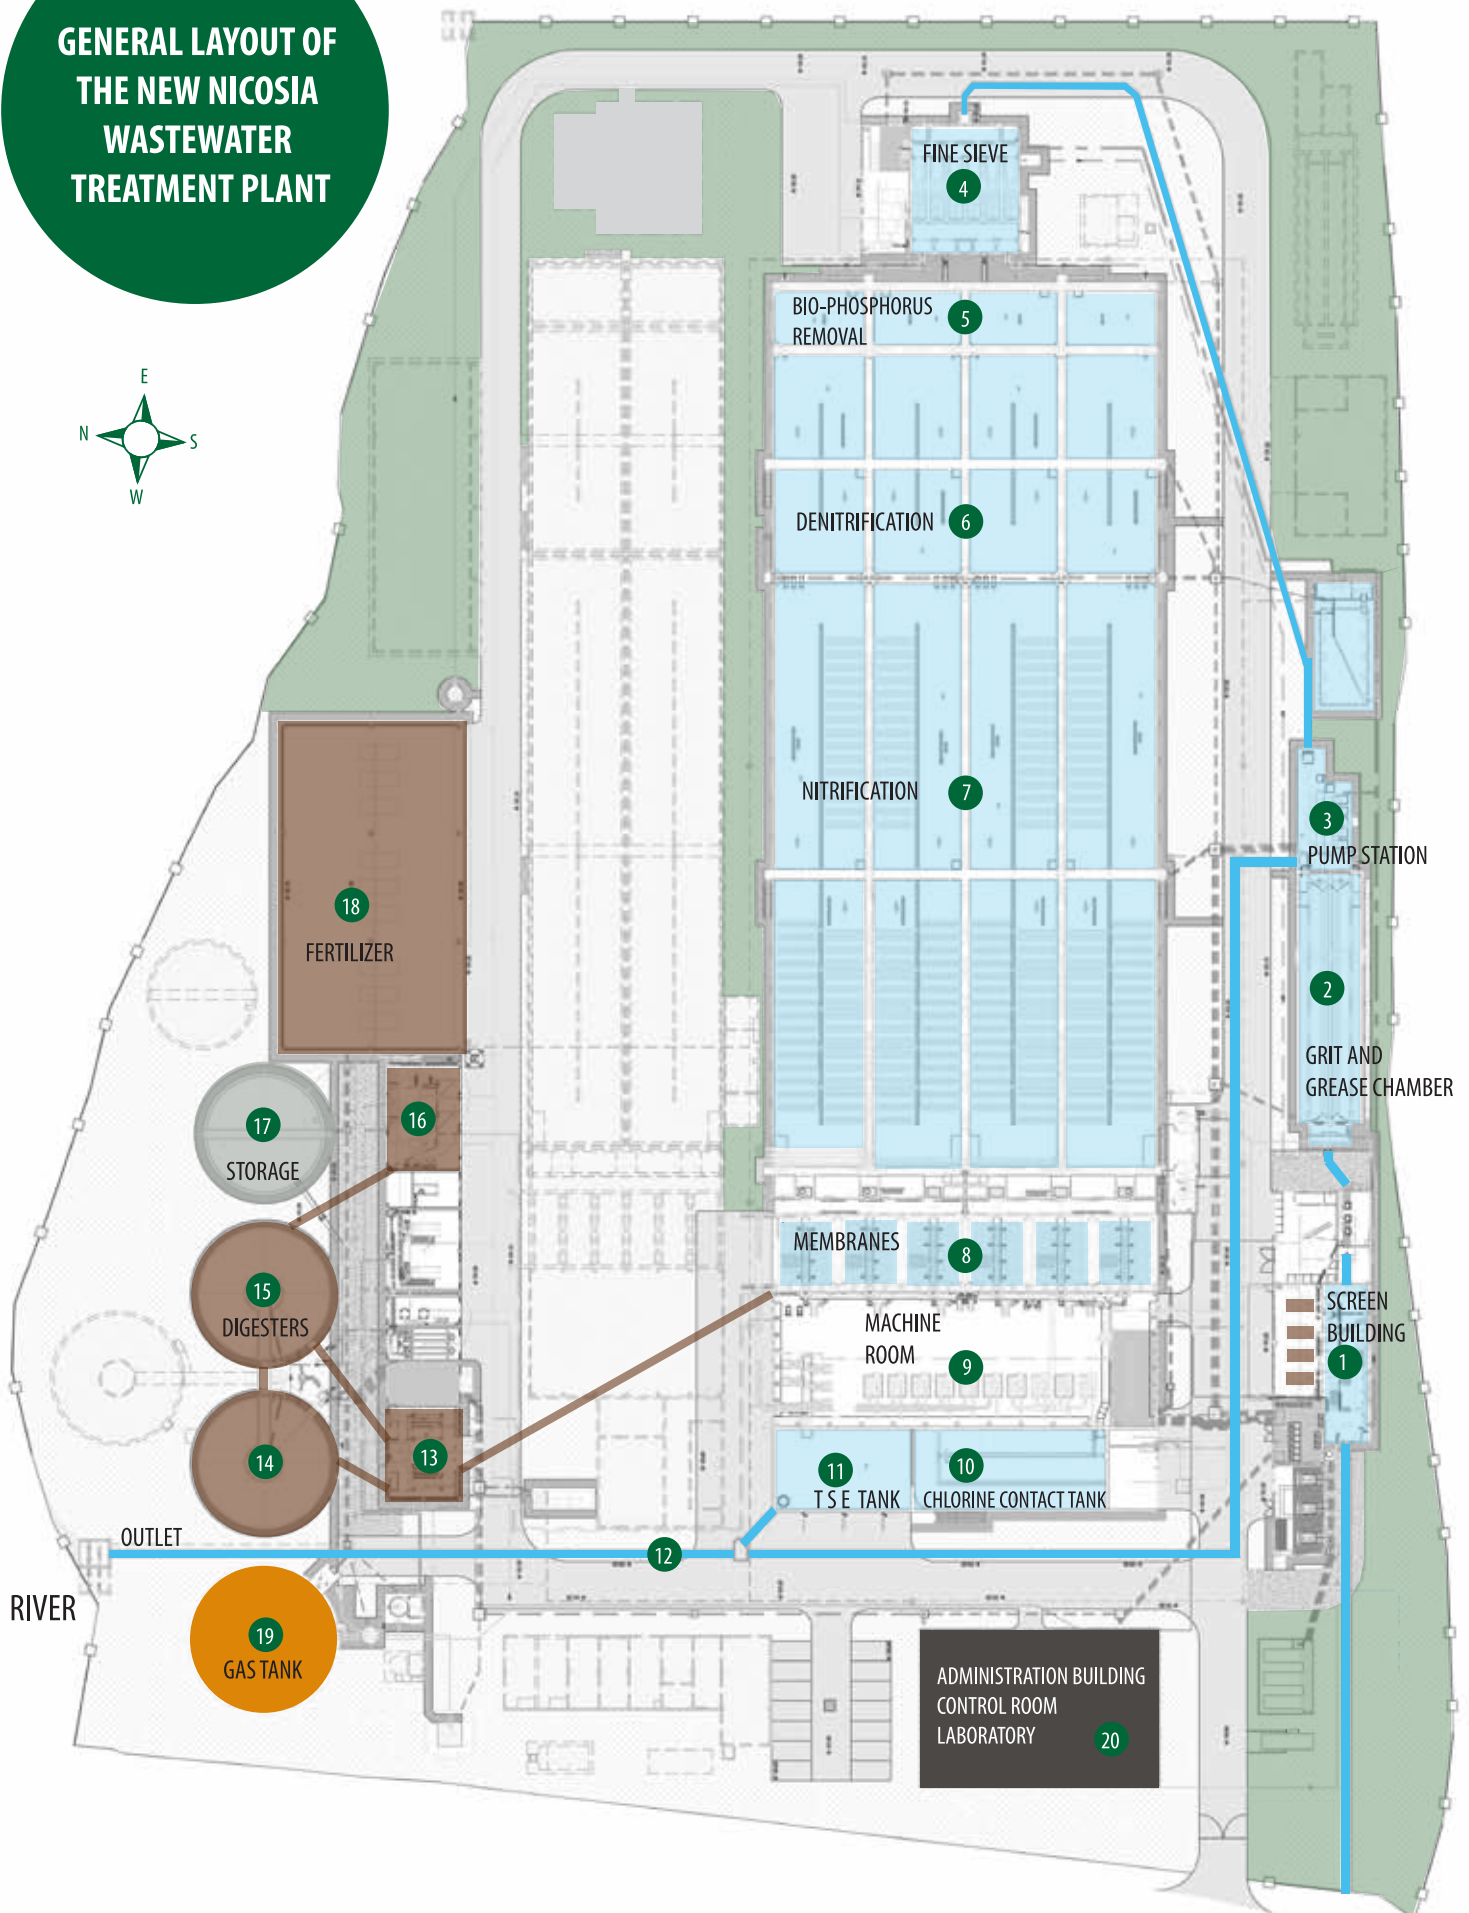 GENERAL LAYOUT OF
THE NEW NICOSIA
WASTEWATER
TREATMENT PLANT
E
N
S
W
FINE SIEVE
4
BIO-PHOSPHORUS
REMOVAL
5
DENITRIFICATION
6
NITRIFICATION
7
3
PUMP STATION
2
GRIT AND
GREASE CHAMBER
18
FERTILIZER
17
STORAGE
16
15
DIGESTERS
14
13
MEMBRANES
8
MACHINE
ROOM
9
SCREEN
BUILDING
1
11
T S E TANK
10
CHLORINE CONTACT TANK
OUTLET
12
RIVER
19
GAS TANK
ADMINISTRATION BUILDING
CONTROL ROOM
LABORATORY
20